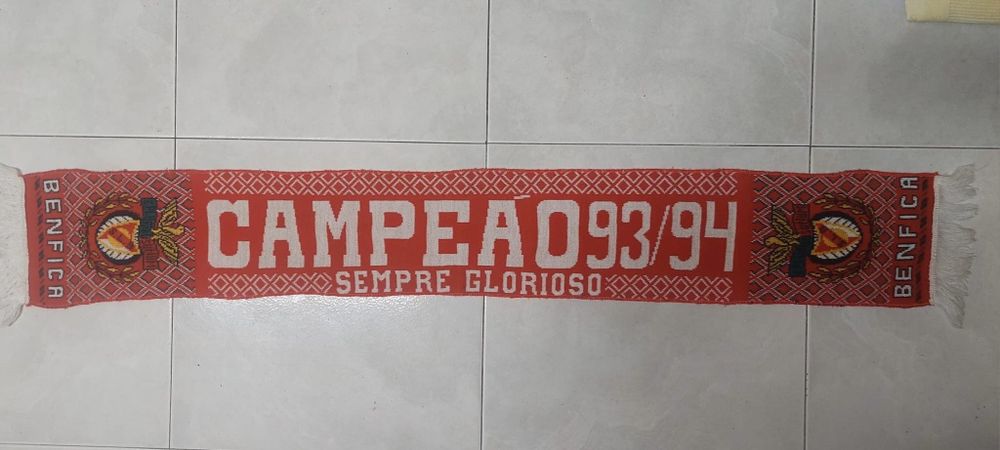 BENFICA
CAMPEÃO 93/94
SEMPRE GLORIOSO
BENFICA